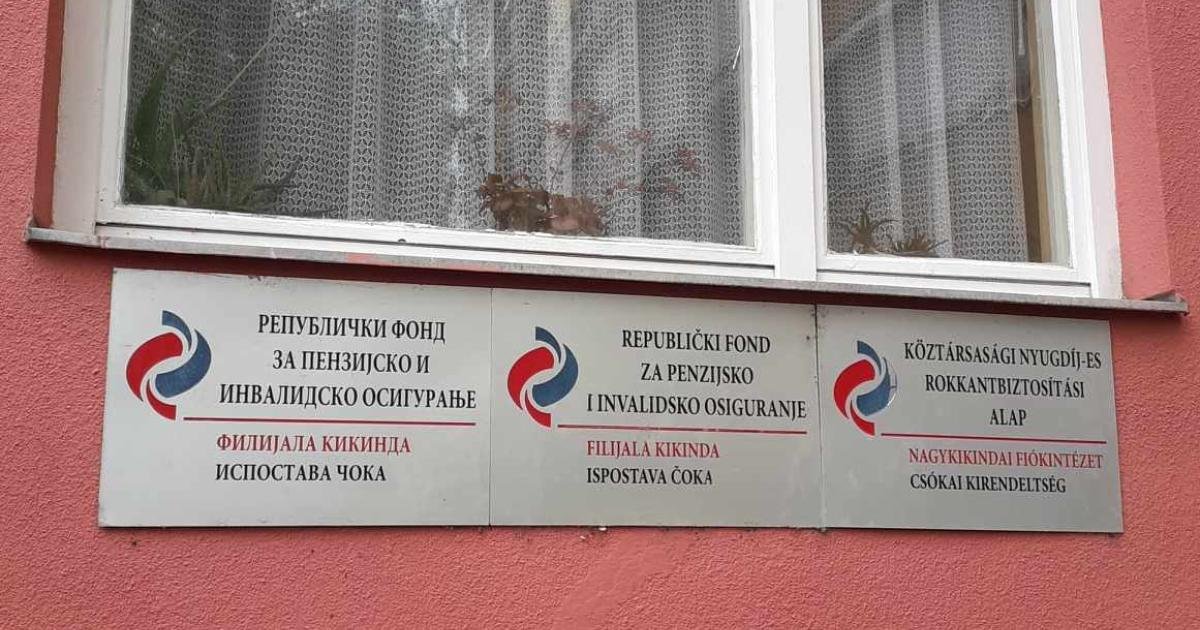 РЕПУБЛИЧКИ ФОНД
ЗА ПЕНЗИЈСКО И
ИНВАЛИДСКО ОСИГУРАЊЕ
ФИЛИЈАЛА КИКИНДА
ИСПОСТАВА ЧОКА
REPUBLIČKI FOND
ZA PENZIJSKO
I INVALIDSKO OSIGURANJE
FILIJALA KIKINDA
ISPOSTAVA ČOKA
KÖZTÁRSASÁGI NYUGDÍJ-ES
ROKKANTBIZTOSÍTÁSI
ALAP
NAGYKIKINDAI FIÓKINTÉZET
CSÓKAI KIRENDELTSÉG